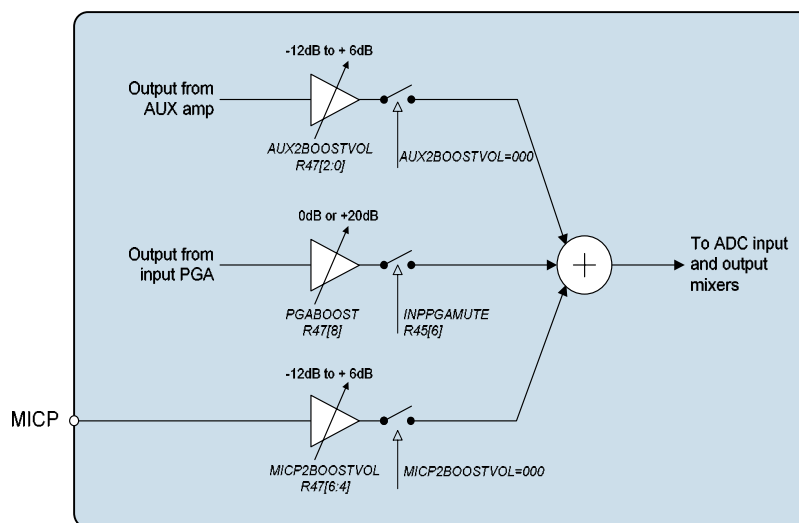 -12dB to + 6dB
Output from
AUX amp
AUX2BOOSTVOL
R47[2:0]
AUX2BOOSTVOL=000
0dB or +20dB
Output from
input PGA
PGABOOST
R47[8]
INPPGAMUTE
R45[6]
+
To ADC input
and output
mixers
-12dB to + 6dB
MICP
MICP2BOOSTVOL
R47[6:4]
MICP2BOOSTVOL=000